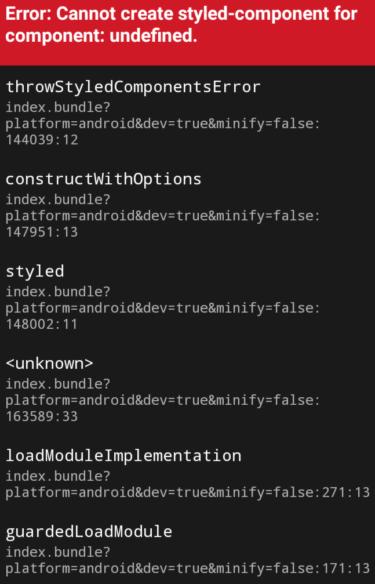 Error: Cannot create styled-component for
component: undefined.
throwStyledComponentsError
index.bundle?
platform=android&dev=true&minify=false:
144039:12
constructWithOptions
index.bundle?
platform=android&dev=true&minify=false:
147951:13
styled
index.bundle?
platform=android&dev=true&minify=false:
148002:11
<unknown>
index.bundle?
platform=android&dev=true&minify=false:
163589:33
loadModuleImplementation
index.bundle?
platform=android&dev=true&minify=false:271:13
guardedLoadModule
index.bundle?
platform=android&dev=true&minify=false:171:13